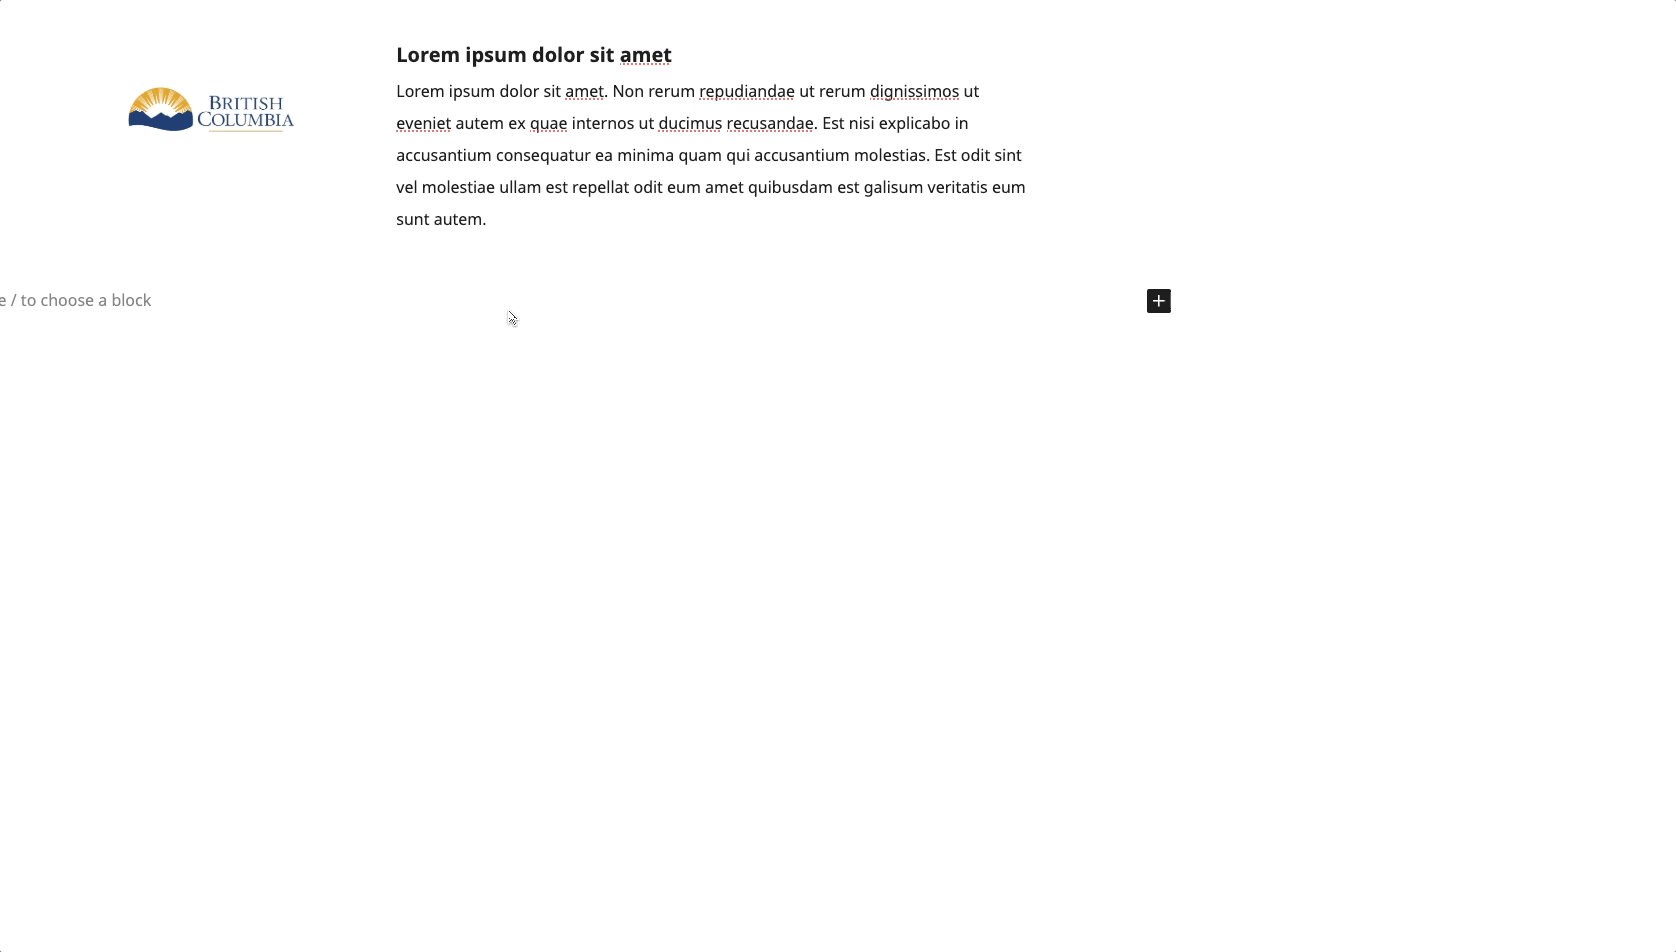 BRITISH
COLUMBIA
Lorem ipsum dolor sit amet
Lorem ipsum dolor sit amet. Non rerum repudiandae ut rerum dignissimos ut
eveniet autem ex quae internos ut ducimus recusandae. Est nisi explicabo in
accusantium consequatur ea minima quam qui accusantium molestias. Est odit sint
vel molestiae ullam est repellat odit eum amet quibusdam est galisum veritatis eum
sunt autem.
e / to choose a block